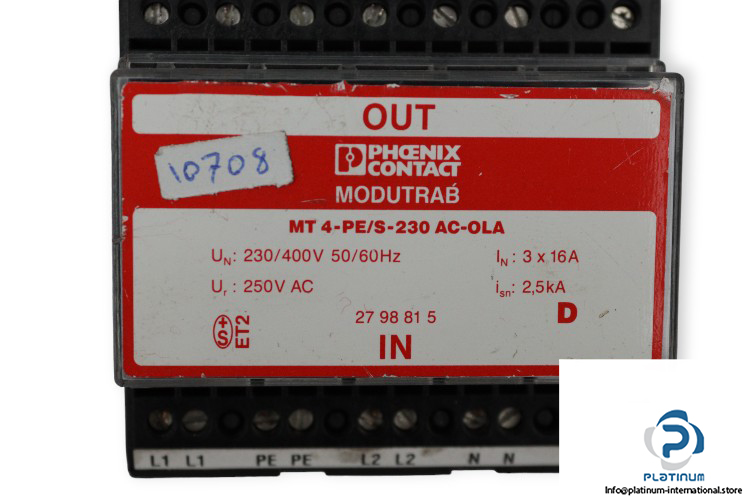 OUT
10708
PHŒNIX
CONTACT
MODUTRAB
MT 4-PE/S-230 AC-OLA
UN: 230/400V 50/60Hz
IN: 3 x 16A
Ur: 250V AC
isn: 2,5kA
27 98 81 5
D
S
ET2
IN
L1 L1 PE PE L2 L2 N N
PLATINUM
Info@platinum-international.store